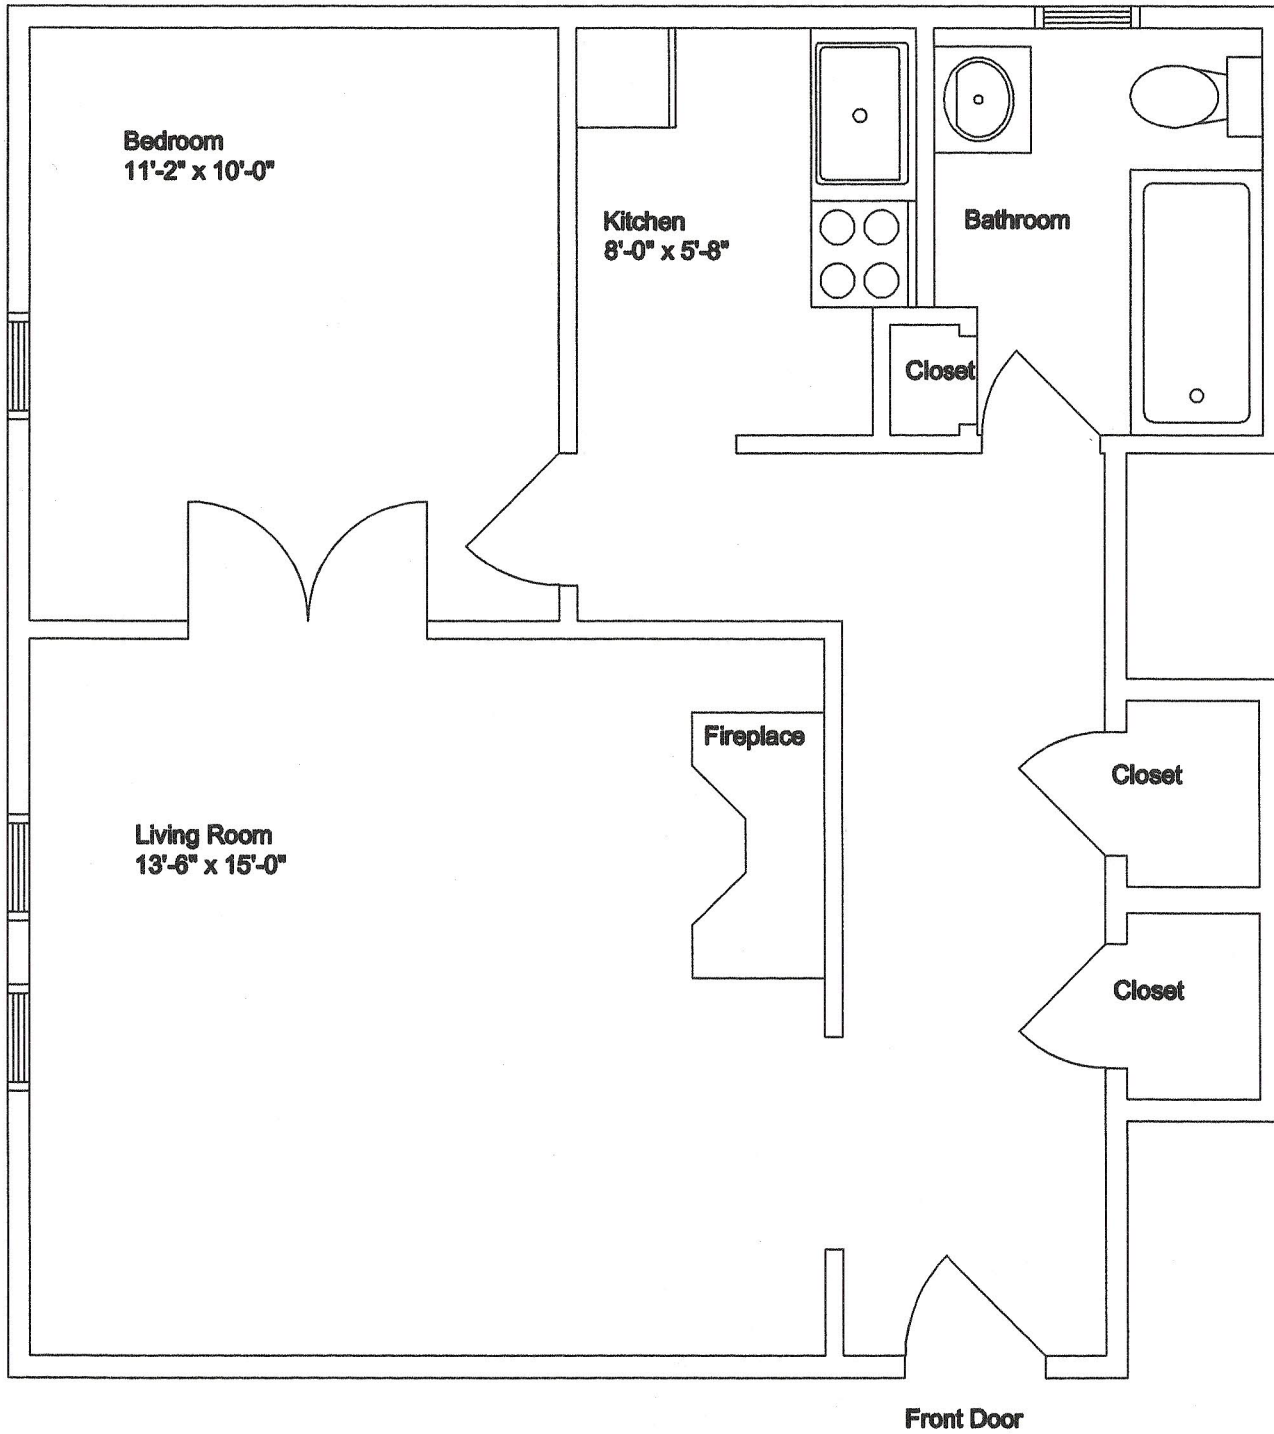 Bedroom
11'-2" x 10'-0"
Kitchen
8'-0" x 5'-8"
Bathroom
Closet
Fireplace
Closet
Living Room
13'-6" x 15'-0"
Closet
Front Door